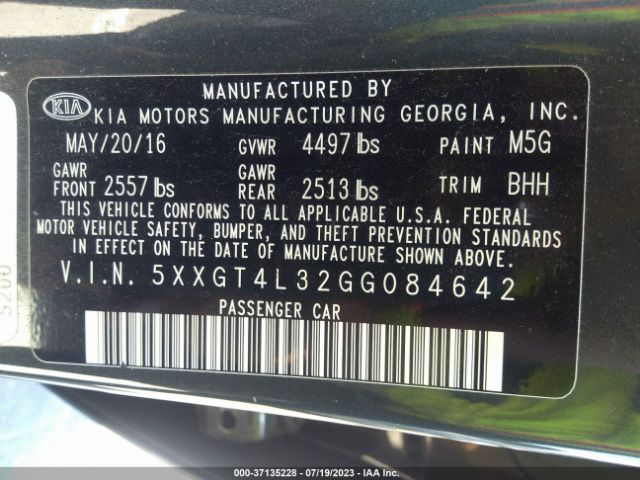 MANUFACTURED BY
KIA KIA MOTORS MANUFACTURING GEORGIA, INC.
MAY/20/16 GVWR 4497 lbs PAINT M5G
GAWR FRONT 2557 lbs GAWR REAR 2513 lbs TRIM BHH
THIS VEHICLE CONFORMS TO ALL APPLICABLE U.S.A. FEDERAL
MOTOR VEHICLE SAFETY, BUMPER, AND THEFT PREVENTION STANDARDS
IN EFFECT ON THE DATE OF MANUFACTURE SHOWN ABOVE.
V.I.N. 5XXGT4L32GG084642
PASSENGER CAR
5200
000-37135228 - 07/19/2023 - IAA Inc.